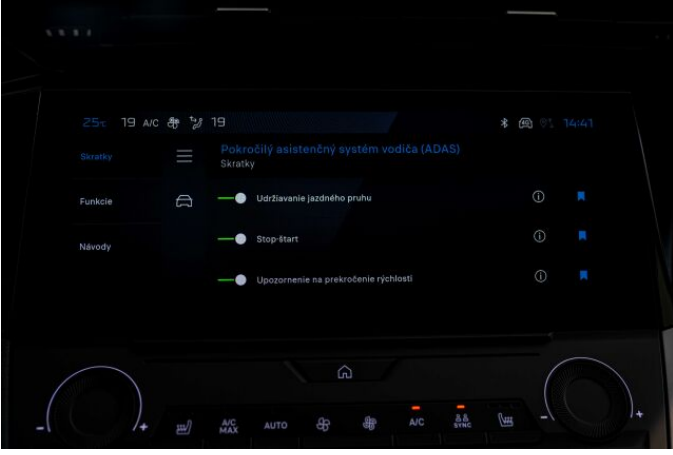 25°c 19 A/C 19 14:41
Skratky
Pokročilý asistenčný systém vodiča (ADAS)
Skratky
Funkcie
Udržiavanie jazdného pruhu
Stop-štart
Návody
Upozornenie na prekročenie rýchlosti
- + A/C MAX AUTO A/C SYNC - +